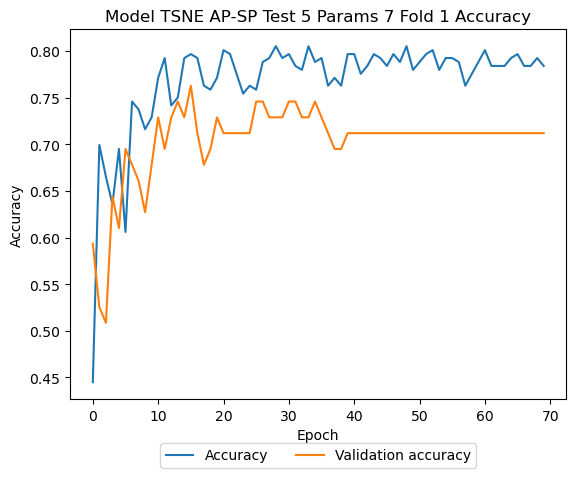 Model TSNE AP-SP Test 5 Params 7 Fold 1 Accuracy
Accuracy
0.80
0.75
0.70
0.65
0.60
0.55
0.50
0.45
0 10 20 30 40 50 60 70
Epoch
Accuracy Validation accuracy